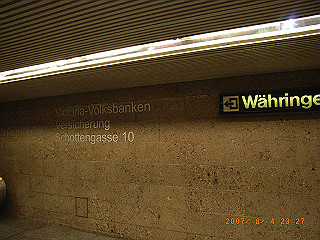 Währinge
Victoria-Volksbanken
Versicherung
Schottengasse 10
2007/ 8/ 4 23:27